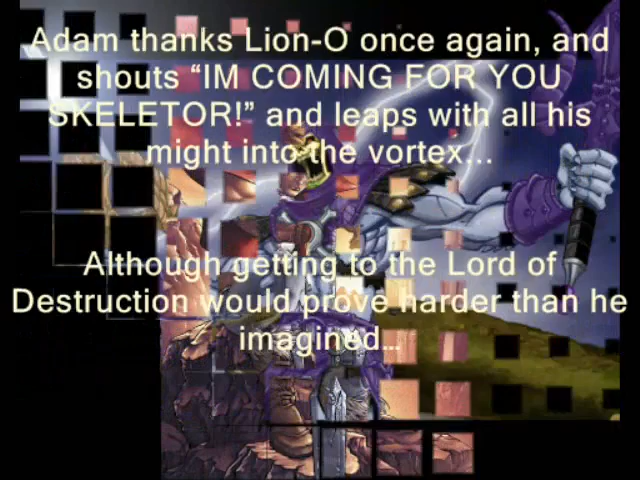 Adam thanks Lion-O once again, and
shouts “IM COMING FOR YOU
SKELETOR!” and leaps with all his
might into the vortex...
Although getting to the Lord of
Destruction would prove harder than he
imagined...